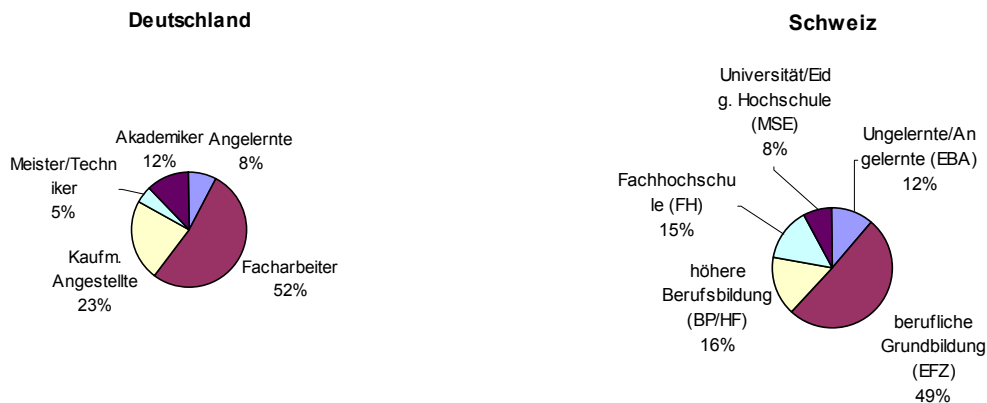 Deutschland
Akademiker
12%
Angelernte
8%
Meister/Techn
iker
5%
Kaufm.
Angestellte
23%
Facharbeiter
52%
Schweiz
Universität/Eid
g. Hochschule
(MSE)
8%
Ungelernte/An
gelernte (EBA)
12%
Fachhochschu
le (FH)
15%
höhere
Berufsbildung
(BP/HF)
16%
berufliche
Grundbildung
(EFZ)
49%